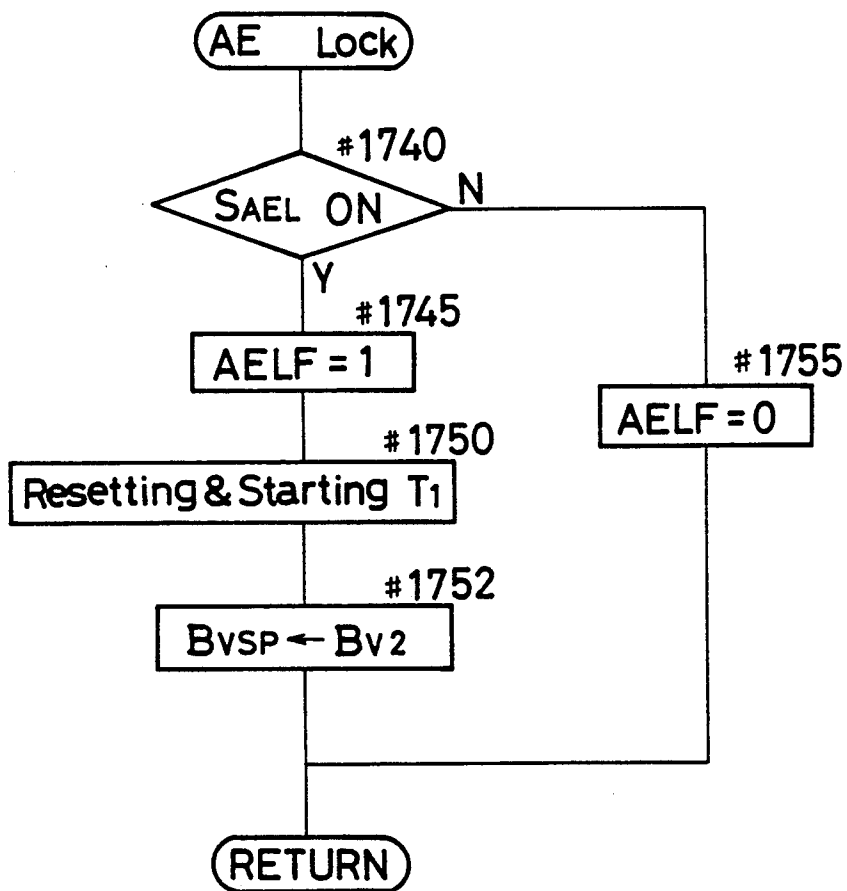 AE Lock
#1740
SAEL ON
N
Y
#1745
AELF = 1
#1755
AELF = 0
#1750
Resetting & Starting T1
#1752
BVSP ← BV2
RETURN